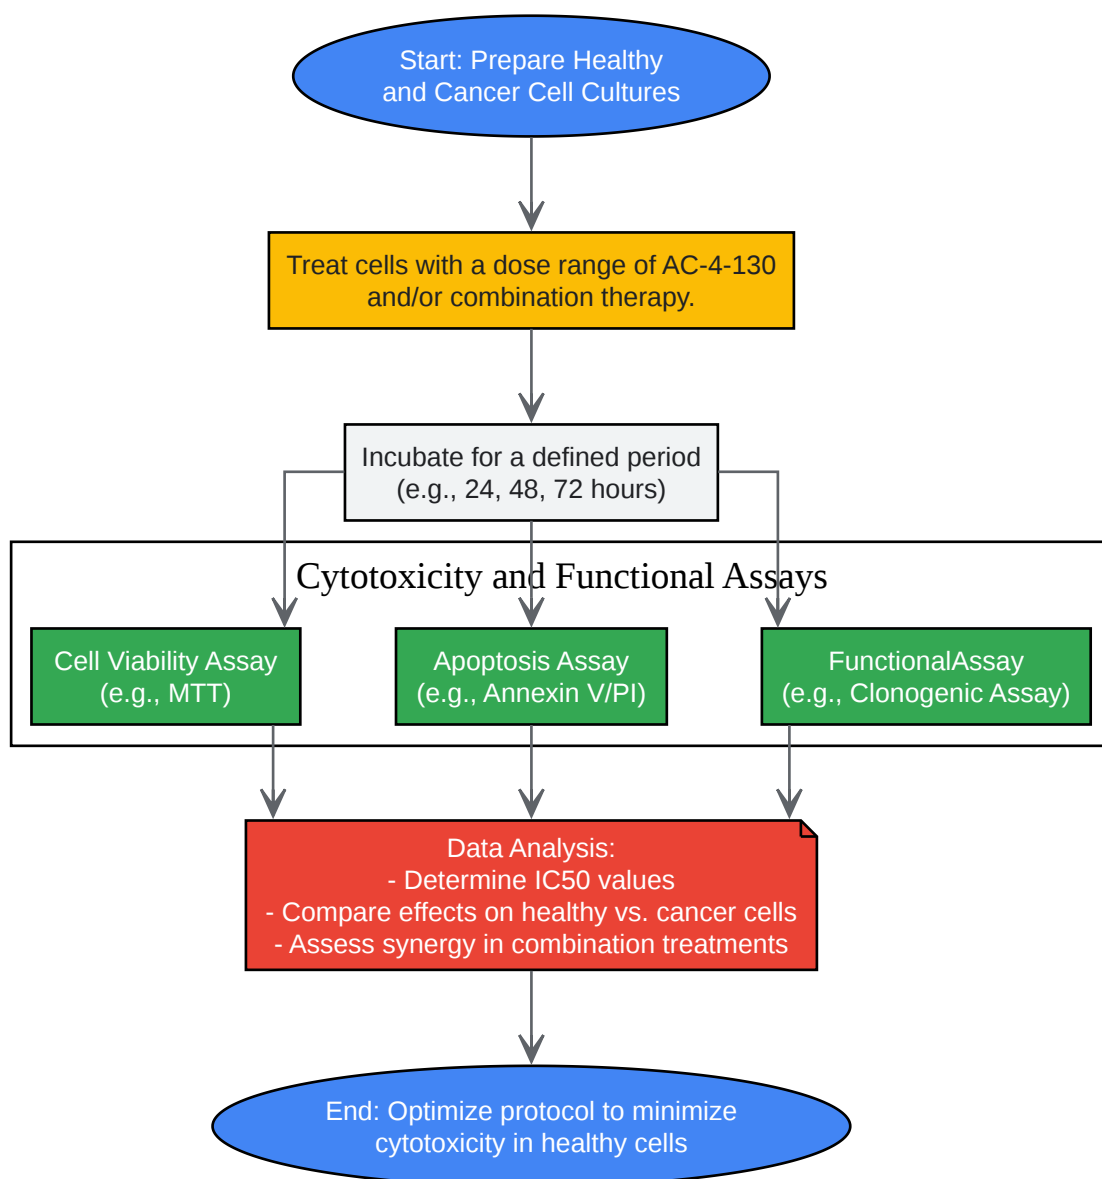 Start: Prepare Healthy
and Cancer Cell Cultures
Treat cells with a dose range of AC-4-130
and/or combination therapy.
Incubate for a defined period
(e.g., 24, 48, 72 hours)
Cytotoxicity and Functional Assays
Cell Viability Assay
(e.g., MTT)
Apoptosis Assay
(e.g., Annexin V/PI)
FunctionalAssay
(e.g., Clonogenic Assay)
Data Analysis:
- Determine IC50 values
- Compare effects on healthy vs. cancer cells
- Assess synergy in combination treatments
End: Optimize protocol to minimize
cytotoxicity in healthy cells